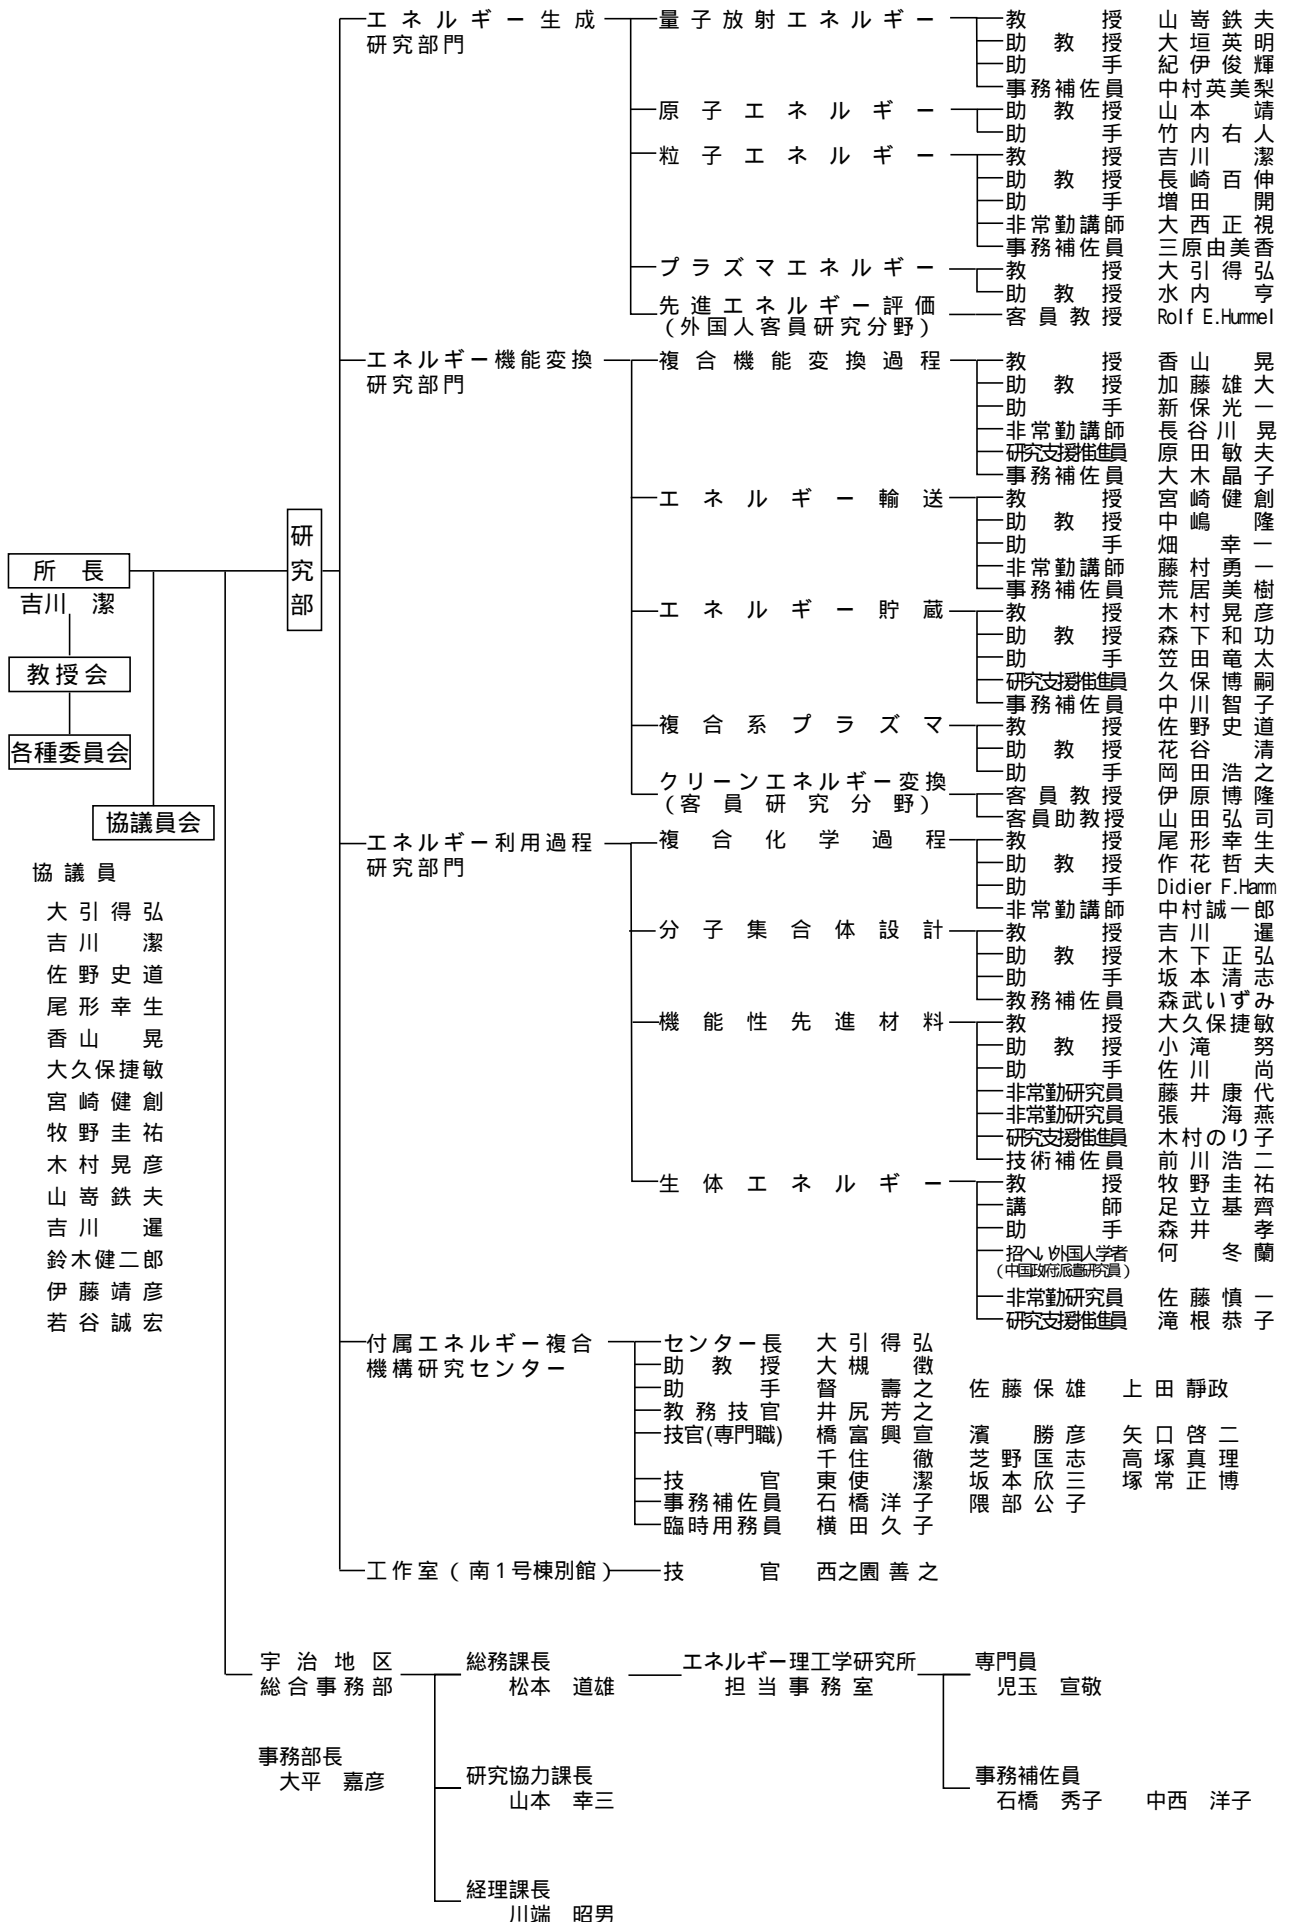 エネルギー生成
研究部門
量子放射エネルギー
教授 山嵜鉄夫
助教授 大垣英明
助手 紀伊俊輝
事務補佐員 中村英美梨
原子エネルギー
助教授 山本靖
助手 竹内右人
粒子エネルギー
教授 吉川潔
助教授 長崎百伸
助手 増田開
非常勤講師 大西正視
事務補佐員 三原由美香
プラズマエネルギー
教授 大引得弘
助教授 水内亨
先進エネルギー評価
(外国人客員研究分野)
客員教授 Rolf E.Hummel
エネルギー機能変換
研究部門
複合機能変換過程
教授 香山晃
助教授 加藤雄大
助手 新保光一
非常勤講師 長谷川晃
研究支援推進員 原田敏夫
事務補佐員 大木晶子
エネルギー輸送
教授 宮崎健創
助教授 中嶋隆
助手 畑幸一
非常勤講師 藤村勇一
事務補佐員 荒居美樹
エネルギー貯蔵
教授 木村晃彦
助教授 森下和功
助手 笠田竜太
研究支援推進員 久保博嗣
事務補佐員 中川智子
複合系プラズマ
教授 佐野史道
助教授 花谷清
助手 岡田浩之
クリーンエネルギー変換
(客員研究分野)
客員教授 伊原博隆
客員助教授 山田弘司
研究部
所長
吉川 潔
教授会
各種委員会
協議員会
協議員
大引得弘
吉川潔
佐野史道
尾形幸生
香山晃
大久保捷敏
宮崎健創
牧野圭祐
木村晃彦
山嵜鉄夫
吉川暹
鈴木健二郎
伊藤靖彦
若谷誠宏
エネルギー利用過程
研究部門
複合化学過程
教授 尾形幸生
助教授 作花哲夫
助手 Didier F.Hamm
非常勤講師 中村誠一郎
分子集合体設計
教授 吉川暹
助教授 木下正弘
助手 坂本清志
教務補佐員 森武いずみ
機能性先進材料
教授 大久保捷敏
助教授 小滝努
助手 佐川尚
非常勤研究員 藤井康代
非常勤研究員 張海燕
研究支援推進員 木村のり子
技術補佐員 前川浩二
生体エネルギー
教授 牧野圭祐
講師 足立基齊
助手 森井孝
招へい外国人学者 何冬蘭
(中国政府派遣研究員)
非常勤研究員 佐藤慎一
研究支援推進員 滝根恭子
付属エネルギー複合
機構研究センター
センター長 大引得弘
助教授 大槻徴
助手 督壽之 佐藤保雄 上田静政
教務技官 井尻芳之
技官(専門職) 橋富興宣 濱勝彦 矢口啓二
千住徹 芝野匡志 高塚真理
技官 東使潔 坂本欣三 塚常正博
事務補佐員 石橋洋子 隈部公子
臨時用務員 横田久子
工作室(南1号棟別館)
技官 西之園善之
宇治地区
総合事務部
事務部長
大平 嘉彦
総務課長
松本 道雄
エネルギー理工学研究所
担当事務室
専門員
児玉 宣敬
事務補佐員
石橋 秀子 中西 洋子
研究協力課長
山本 幸三
経理課長
川端 昭男